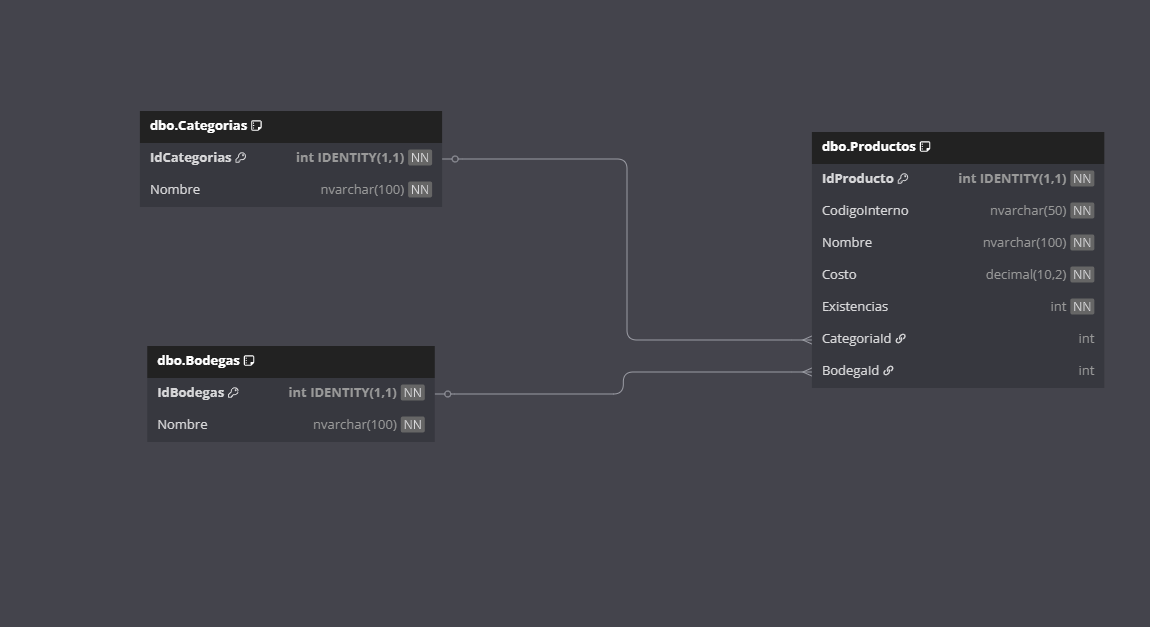 dbo.Categorias
IdCategorias int IDENTITY(1,1) NN
Nombre nvarchar(100) NN
dbo.Bodegas
IdBodegas int IDENTITY(1,1) NN
Nombre nvarchar(100) NN
dbo.Productos
IdProducto int IDENTITY(1,1) NN
CodigoInterno nvarchar(50) NN
Nombre nvarchar(100) NN
Costo decimal(10,2) NN
Existencias int NN
CategoriaId int
BodegaId int